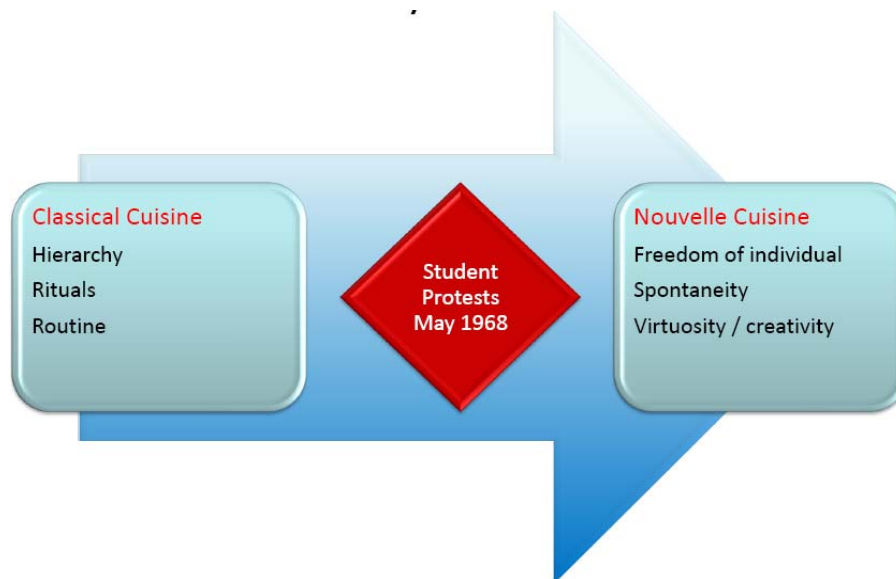 Classical Cuisine
Hierarchy
Rituals
Routine
Student
Protests
May 1968
Nouvelle Cuisine
Freedom of individual
Spontaneity
Virtuosity / creativity